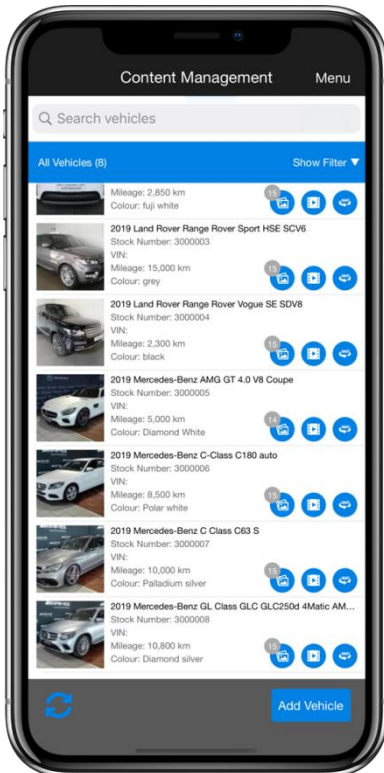 Content Management Menu
Search vehicles
All Vehicles (8) Show Filter ▼
Mileage: 2,850 km
Colour: fuji white
15
2019 Land Rover Range Rover Sport HSE SCV6
Stock Number: 3000003
VIN:
Mileage: 15,000 km
Colour: grey
15
2019 Land Rover Range Rover Vogue SE SDV8
Stock Number: 3000004
VIN:
Mileage: 2,300 km
Colour: black
15
2019 Mercedes-Benz AMG GT 4.0 V8 Coupe
Stock Number: 3000005
VIN:
Mileage: 5,000 km
Colour: Diamond White
14
2019 Mercedes-Benz C-Class C180 auto
Stock Number: 3000006
VIN:
Mileage: 8,500 km
Colour: Polar white
15
2019 Mercedes-Benz C Class C63 S
Stock Number: 3000007
VIN:
Mileage: 10,000 km
Colour: Palladium silver
15
2019 Mercedes-Benz GL Class GLC GLC250d 4Matic AM...
Stock Number: 3000008
VIN:
Mileage: 10,800 km
Colour: Diamond silver
15
Add Vehicle